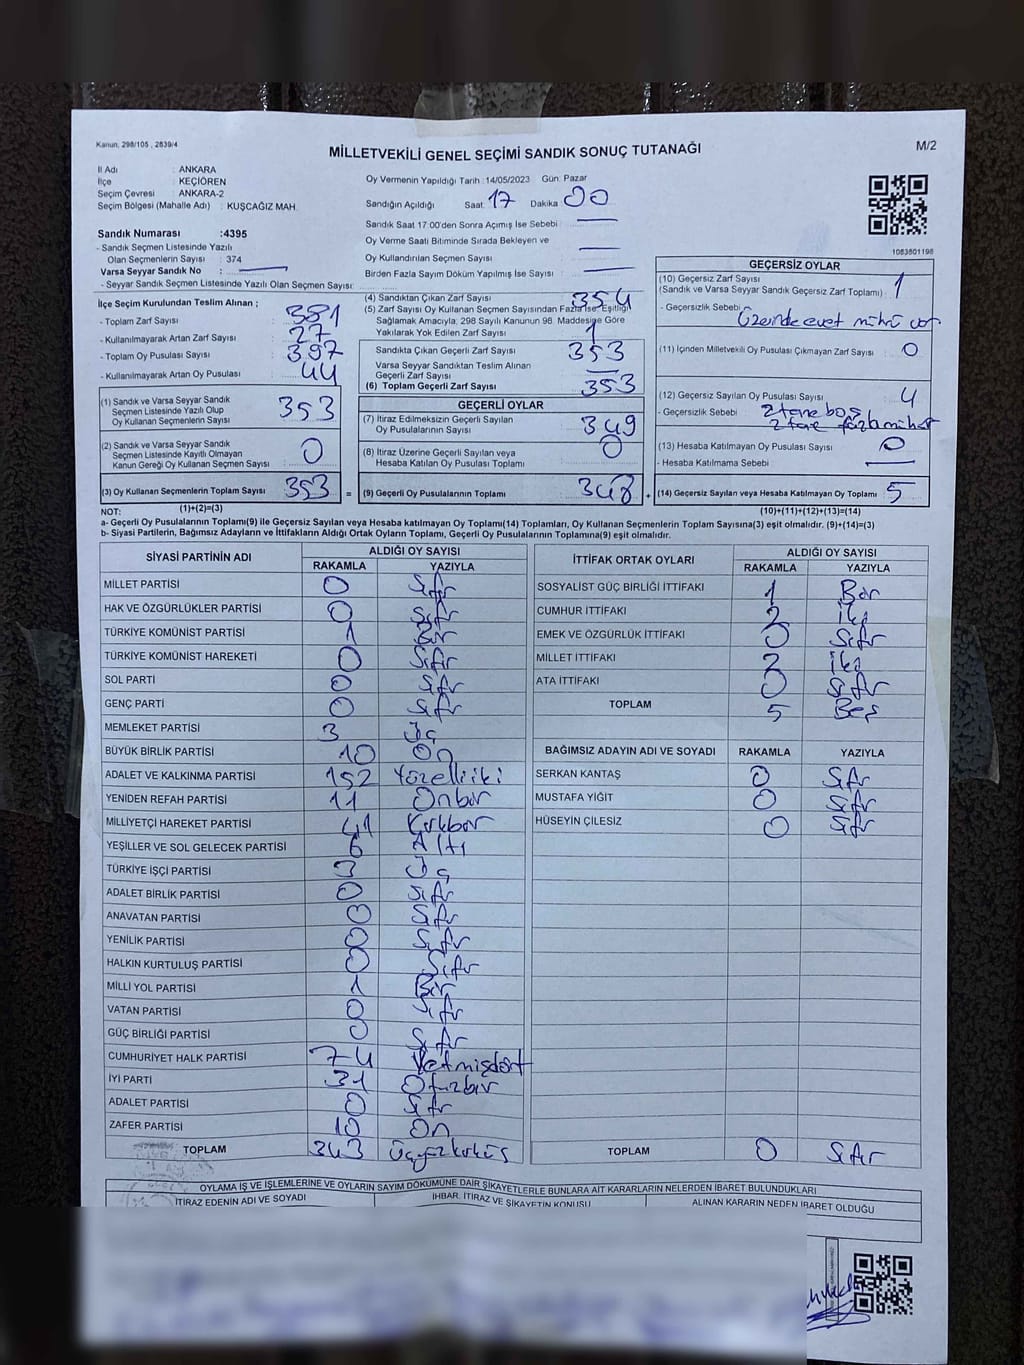 Kanun, 298/105 , 2839/4
MİLLETVEKİLİ GENEL SEÇİMİ SANDIK SONUÇ TUTANAĞI
M/2
İl Adı : ANKARA
İlçe : KEÇİÖREN
Seçim Çevresi : ANKARA-2
Seçim Bölgesi (Mahalle Adı) : KUŞCAĞIZ MAH.
Oy Vermenin Yapıldığı Tarih :14/05/2023 Gün: Pazar
Sandığın Açıldığı Saat: 17 Dakika 00
Sandık Saat 17:00'den Sonra Açımış İse Sebebi :
Oy Verme Saati Bitiminde Sırada Bekleyen ve
Oy Kullandırılan Seçmen Sayısı
Birden Fazla Sayım Döküm Yapılmış İse Sayısı :
Sandık Numarası :4395
- Sandık Seçmen Listesinde Yazılı
Olan Seçmenlerin Sayısı : 374
Varsa Seyyar Sandık No :
- Seyyar Sandık Seçmen Listesinde Yazılı Olan Seçmen Sayısı:
1083501198
İlçe Seçim Kurulundan Teslim Alınan ;
- Toplam Zarf Sayısı : 381
- Kullanılmayarak Artan Zarf Sayısı : 27
- Toplam Oy Pusulası Sayısı : 397
- Kullanılmayarak Artan Oy Pusulası : 44
(4) Sandıktan Çıkan Zarf Sayısı : 354
(5) Zarf Sayısı Oy Kullanan Seçmen Sayısından Fazla İse, Eşitliği
Sağlamak Amacıyla, 298 Sayılı Kanunun 98. Maddesine Göre
Yakılarak Yok Edilen Zarf Sayısı : 1
Sandıkta Çıkan Geçerli Zarf Sayısı : 353
Varsa Seyyar Sandıktan Teslim Alınan
Geçerli Zarf Sayısı
(6) Toplam Geçerli Zarf Sayısı : 353
GEÇERSİZ OYLAR
(10) Geçersiz Zarf Sayısı
(Sandık ve Varsa Seyyar Sandık Geçersiz Zarf Toplamı) : 1
- Geçersizlik Sebebi : Üzerinde evet mührü var
(11) İçinden Milletvekili Oy Pusulası Çıkmayan Zarf Sayısı : 0
(12) Geçersiz Sayılan Oy Pusulası Sayısı : 4
- Geçersizlik Sebebi : 2 tane boş
2 tane fazla mühür
(13) Hesaba Katılmayan Oy Pusulası Sayısı : 0
- Hesaba Katılmama Sebebi :
(14) Geçersiz Sayılan veya Hesaba Katılmayan Oy Toplamı : 5
(10)+(11)+(12)+(13)=(14)
(1) Sandık ve Varsa Seyyar Sandık
Seçmen Listesinde Yazılı Olup
Oy Kullanan Seçmenlerin Sayısı : 353
(2) Sandık ve Varsa Seyyar Sandık
Seçmen Listesinde Kayıtlı Olmayan
Kanun Gereği Oy Kullanan Seçmen Sayısı : 0
(3) Oy Kullanan Seçmenlerin Toplam Sayısı : 353
(1)+(2)=(3)
GEÇERLİ OYLAR
(7) İtiraz Edilmeksizin Geçerli Sayılan
Oy Pusulalarının Sayısı : 349
(8) İtiraz Üzerine Geçerli Sayılan veya
Hesaba Katılan Oy Pusulası Toplamı : 0
= (9) Geçerli Oy Pusulalarının Toplamı : 348 +
NOT:
a- Geçerli Oy Pusulalarının Toplamı(9) ile Geçersiz Sayılan veya Hesaba katılmayan Oy Toplamı(14) Toplamları, Oy Kullanan Seçmenlerin Toplam Sayısına(3) eşit olmalıdır. (9)+(14)=(3)
b- Siyasi Partilerin, Bağımsız Adayların ve İttifakların Aldığı Ortak Oyların Toplamı, Geçerli Oy Pusulalarının Toplamına(9) eşit olmalıdır.
SİYASİ PARTİNİN ADI ALDIĞI OY SAYISI
RAKAMLA YAZIYLA
MİLLET PARTİSİ 0 Sıfır
HAK VE ÖZGÜRLÜKLER PARTİSİ 0 Sıfır
TÜRKİYE KOMÜNİST PARTİSİ 1 Bir
TÜRKİYE KOMÜNİST HAREKETİ 0 Sıfır
SOL PARTİ 0 Sıfır
GENÇ PARTİ 0 Sıfır
MEMLEKET PARTİSİ 3 Üç
BÜYÜK BİRLİK PARTİSİ 10 On
ADALET VE KALKINMA PARTİSİ 152 Yüzelliiki
YENİDEN REFAH PARTİSİ 11 Onbir
MİLLİYETÇİ HAREKET PARTİSİ 41 Kırkbir
YEŞİLLER VE SOL GELECEK PARTİSİ 6 Altı
TÜRKİYE İŞÇİ PARTİSİ 3 Üç
ADALET BİRLİK PARTİSİ 0 Sıfır
ANAVATAN PARTİSİ 0 Sıfır
YENİLİK PARTİSİ 0 Sıfır
HALKIN KURTULUŞ PARTİSİ 0 Sıfır
MİLLİ YOL PARTİSİ 1 Bir
VATAN PARTİSİ 0 Sıfır
GÜÇ BİRLİĞİ PARTİSİ 0 Sıfır
CUMHURİYET HALK PARTİSİ 74 Yetmişdört
İYİ PARTİ 31 Otuzbir
ADALET PARTİSİ 0 Sıfır
ZAFER PARTİSİ 10 On
TOPLAM 343 Üçyüzkırküç
İTTİFAK ORTAK OYLARI ALDIĞI OY SAYISI
RAKAMLA YAZIYLA
SOSYALİST GÜÇ BİRLİĞİ İTTİFAKI 1 Bir
CUMHUR İTTİFAKI 2 İki
EMEK VE ÖZGÜRLÜK İTTİFAKI 0 Sıfır
MİLLET İTTİFAKI 2 İki
ATA İTTİFAKI 0 Sıfır
TOPLAM 5 Beş
BAĞIMSIZ ADAYIN ADI VE SOYADI RAKAMLA YAZIYLA
SERKAN KANTAŞ 0 Sıfır
MUSTAFA YİĞİT 0 Sıfır
HÜSEYİN ÇİLESİZ 0 Sıfır
TOPLAM 0 Sıfır
OYLAMA İŞ VE İŞLEMLERİNE VE OYLARIN SAYIM DÖKÜMÜNE DAİR ŞİKAYETLERLE BUNLARA AİT KARARLARIN NELERDEN İBARET BULUNDUKLARI
İTİRAZ EDENİN ADI VE SOYADI İHBAR, İTİRAZ VE ŞİKAYETİN KONUSU ALINAN KARARIN NEDEN İBARET OLDUĞU